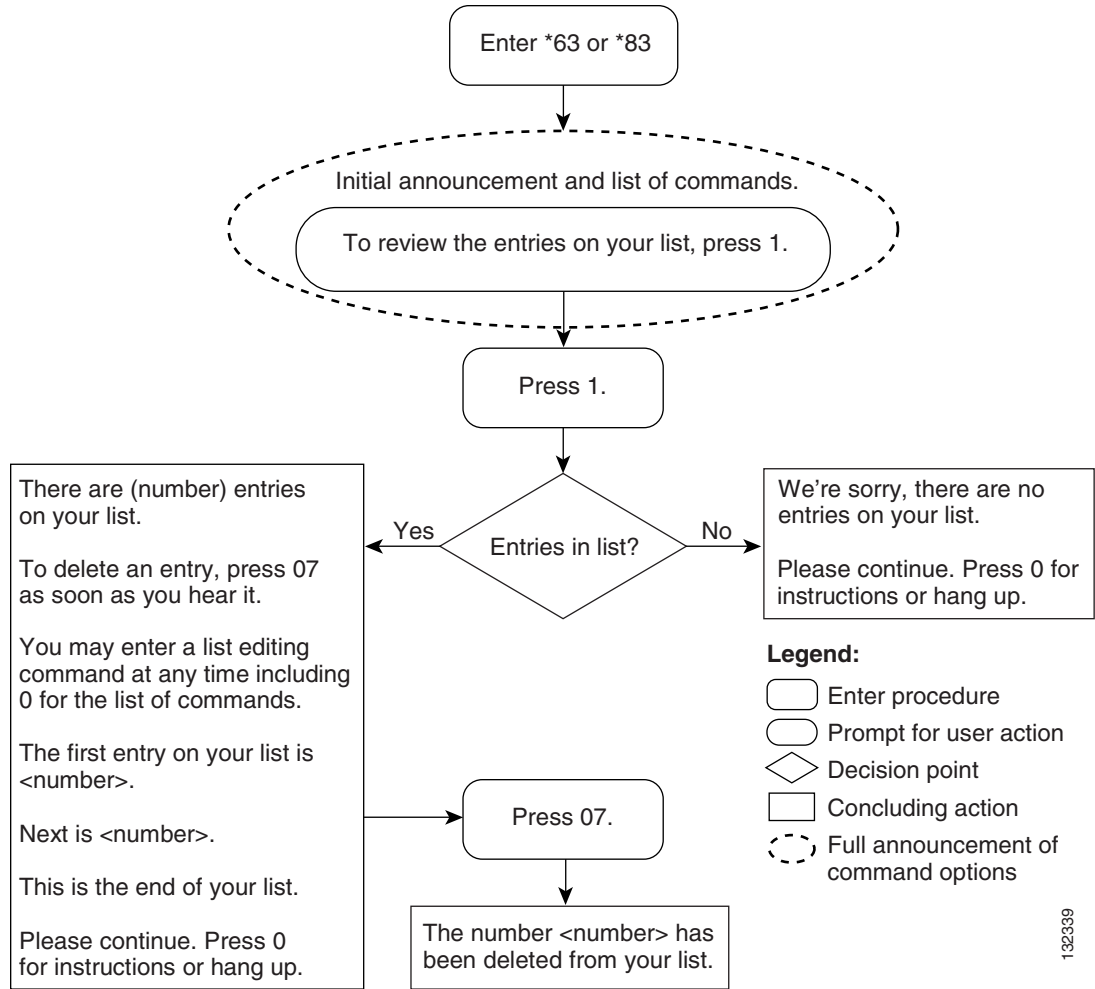 Enter *63 or *83
Initial announcement and list of commands.
To review the entries on your list, press 1.
Press 1.
There are (number) entries
on your list.
To delete an entry, press 07
as soon as you hear it.
You may enter a list editing
command at any time including
0 for the list of commands.
The first entry on your list is
<number>.
Next is <number>.
This is the end of your list.
Please continue. Press 0
for instructions or hang up.
Yes
Entries in list?
No
We're sorry, there are no
entries on your list.
Please continue. Press 0 for
instructions or hang up.
Press 07.
The number <number> has
been deleted from your list.
Legend:
Enter procedure
Prompt for user action
Decision point
Concluding action
Full announcement of
command options
132339